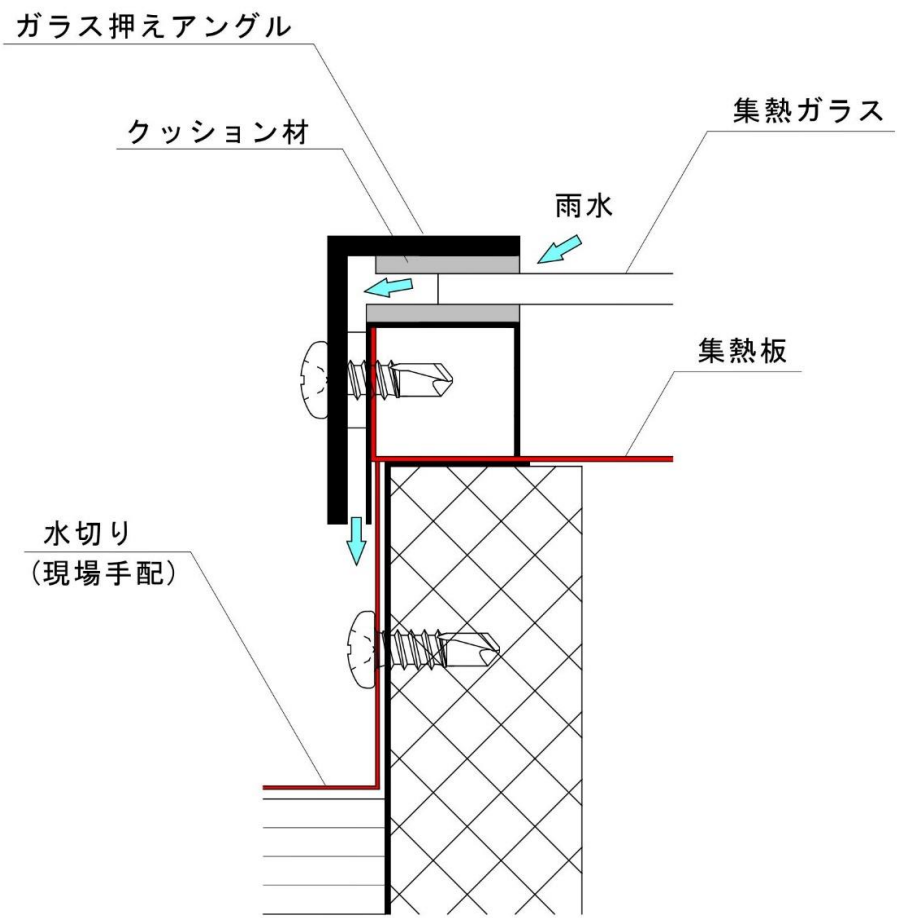 ガラス押えアングル
クッション材
集熱ガラス
雨水
集熱板
水切り
(現場手配)